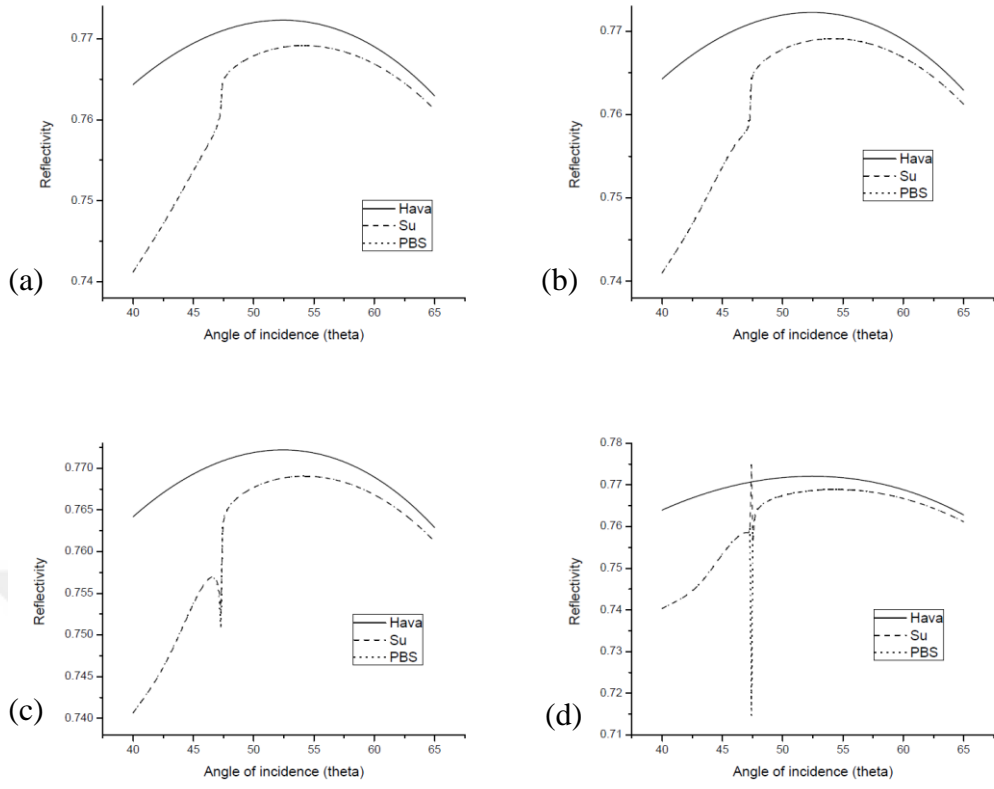 (a)
Reflectivity
0.77
0.76
0.75
0.74
Hava
Su
PBS
40 45 50 55 60 65
Angle of incidence (theta)
(b)
Reflectivity
0.77
0.76
0.75
0.74
Hava
Su
PBS
40 45 50 55 60 65
Angle of incidence (theta)
(c)
Reflectivity
0.770
0.765
0.760
0.755
0.750
0.745
0.740
Hava
Su
PBS
40 45 50 55 60 65
Angle of incidence (theta)
(d)
Reflectivity
0.78
0.77
0.76
0.75
0.74
0.73
0.72
0.71
Hava
Su
PBS
40 45 50 55 60 65
Angle of incidence (theta)